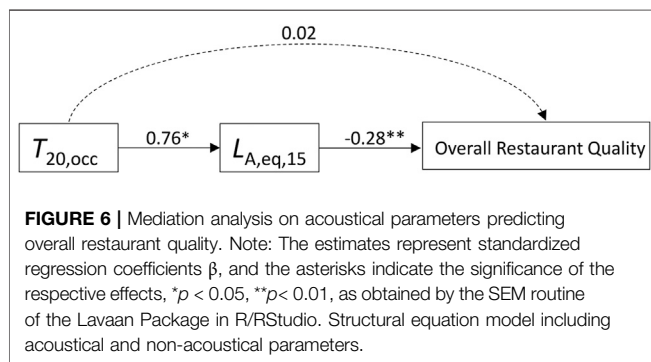 0.02
T20,occ
0.76*
LA,eq,15
-0.28**
Overall Restaurant Quality
FIGURE 6 | Mediation analysis on acoustical parameters predicting
overall restaurant quality. Note: The estimates represent standardized
regression coefficients β, and the asterisks indicate the significance of the
respective effects, *p < 0.05, **p< 0.01, as obtained by the SEM routine
of the Lavaan Package in R/RStudio. Structural equation model including
acoustical and non-acoustical parameters.